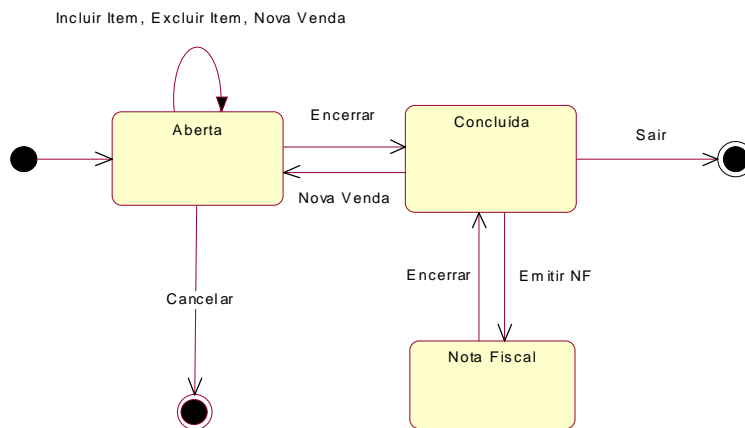 Incluir Item, Excluir Item, Nova Venda
Aberta
Encerrar
Concluída
Sair
Nova Venda
Cancelar
Encerrar
Emitir NF
Nota Fiscal